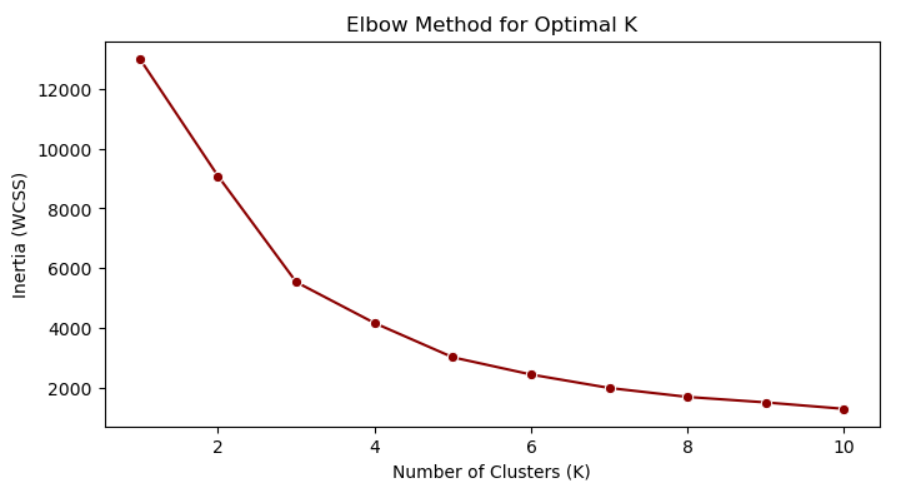 Elbow Method for Optimal K
12000
10000
8000
6000
4000
2000
Inertia (WCSS)
2 4 6 8 10
Number of Clusters (K)